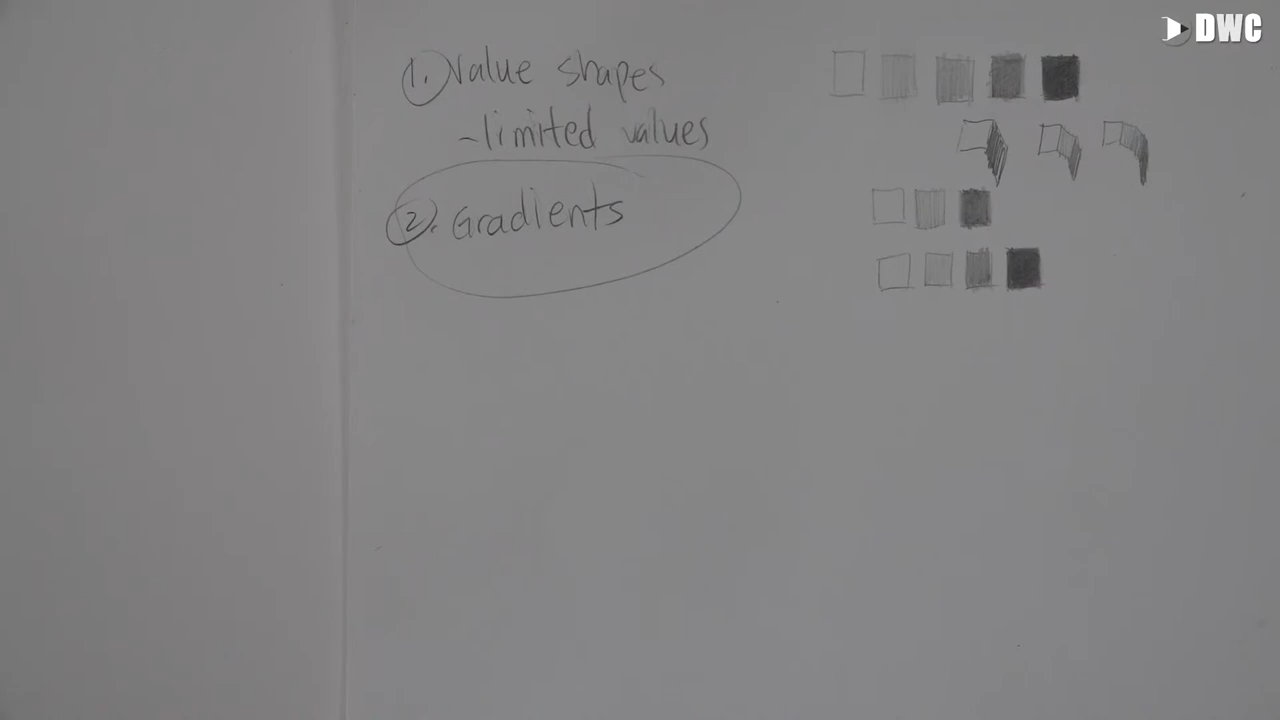 DWC
1. Value shapes
- limited values
2. Gradients